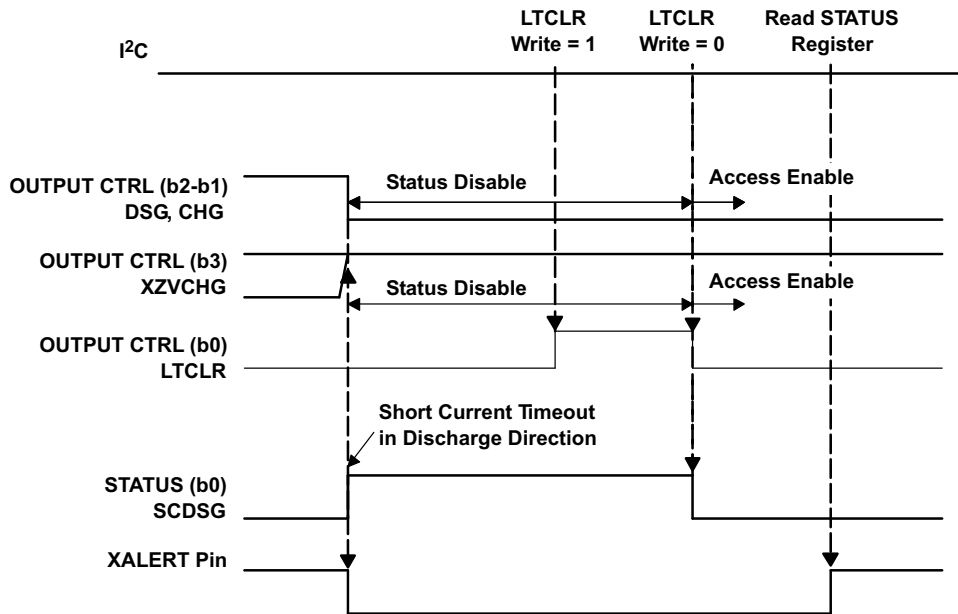 LTCLR
Write = 1
LTCLR
Write = 0
Read STATUS
Register
I²C
OUTPUT CTRL (b2-b1)
DSG, CHG
Status Disable
Access Enable
OUTPUT CTRL (b3)
XZVCHG
Status Disable
Access Enable
OUTPUT CTRL (b0)
LTCLR
Short Current Timeout
in Discharge Direction
STATUS (b0)
SCDSG
XALERT Pin